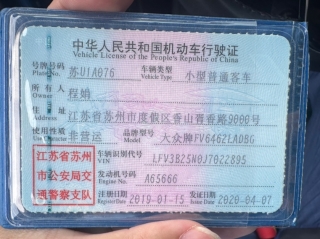 中华人民共和国机动车行驶证
Vehicle License of the People's Republic of China
号牌号码 苏U1A076 车辆类型 小型普通客车
Plate No. Vehicle Type
所有人 程娟
Owner
住址 江苏省苏州市度假区香山胥香路9000号
Address
使用性质 非营运 品牌型号 大众牌FV6462LADBG
Use Character Model
江苏省苏州
市公安局交
通警察支队
车辆识别代号 LFV3B25N0J7022895
VIN
发动机号码 A65666
Engine No.
注册日期 2019-01-15 发证日期 2020-04-07
Register Date Issue Date